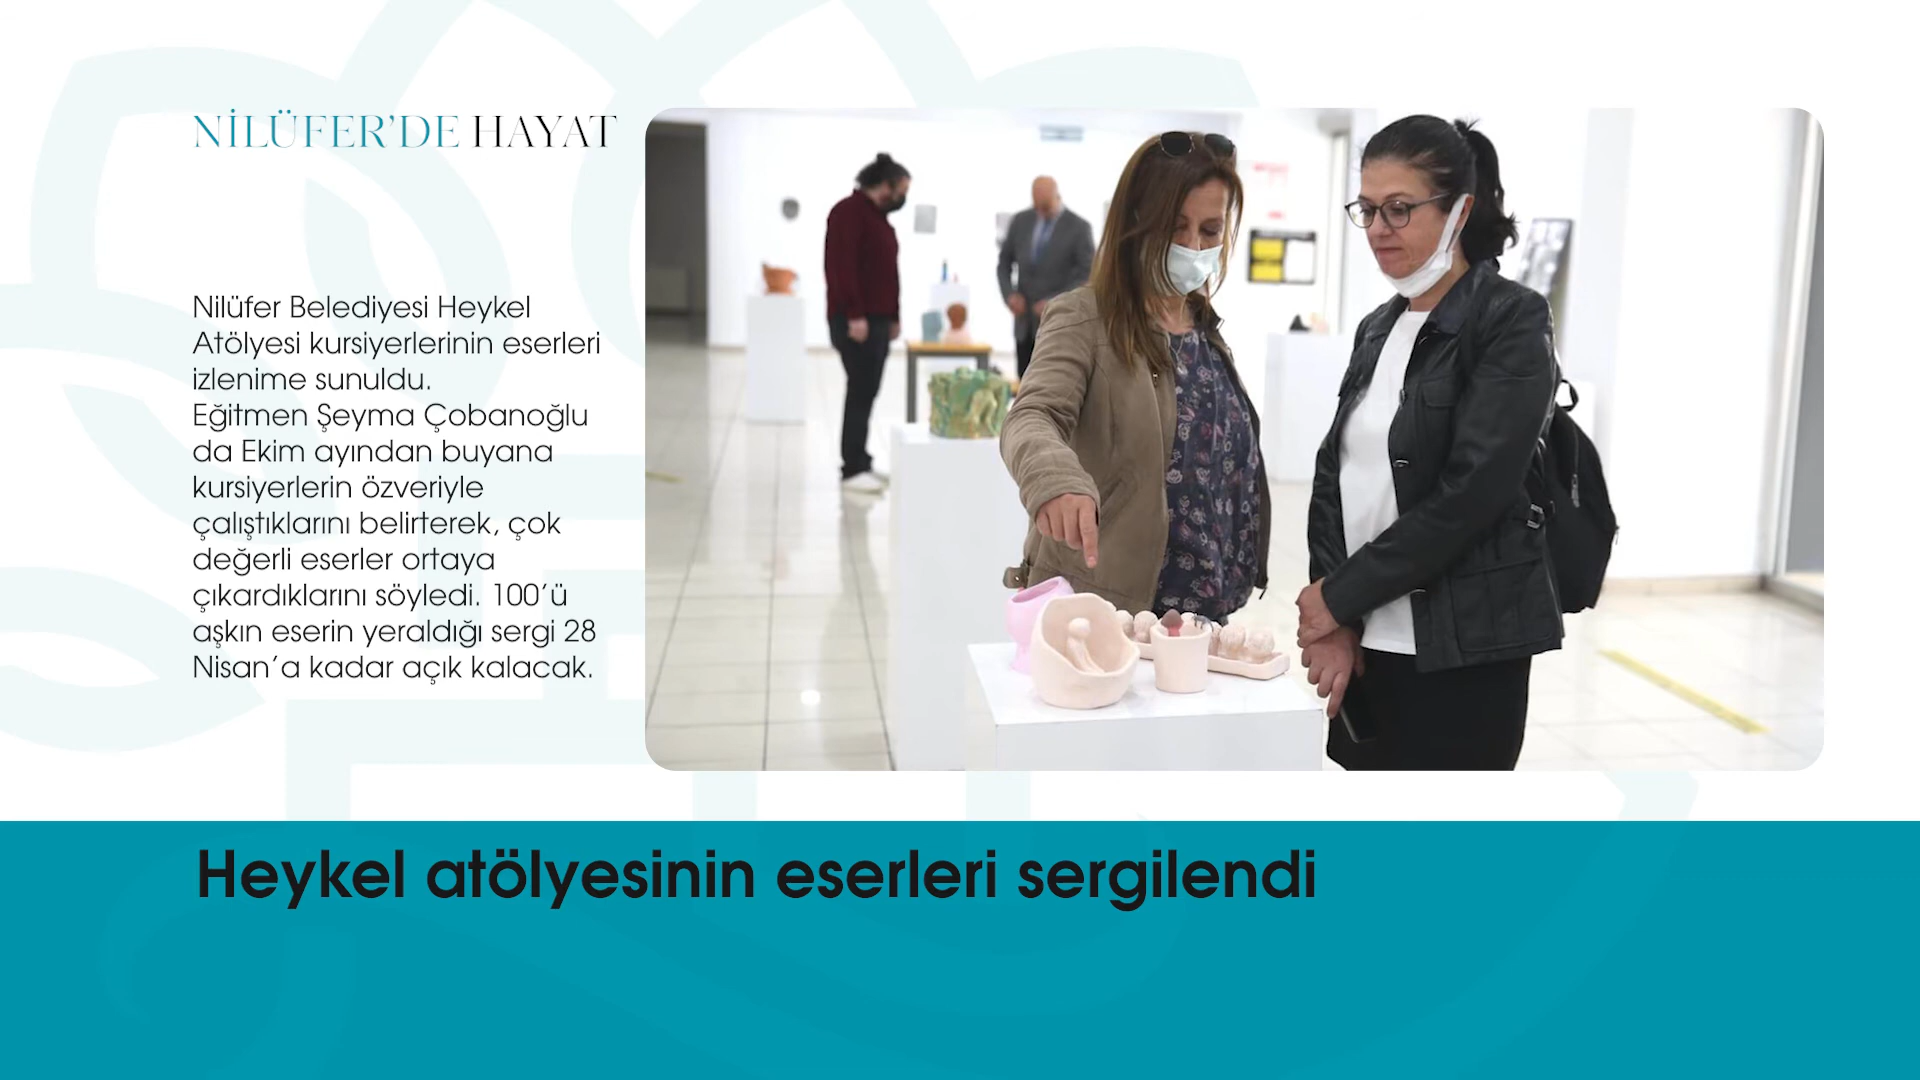 NİLÜFER'DE HAYAT
Nilüfer Belediyesi Heykel
Atölyesi kursiyerlerinin eserleri
izlenime sunuldu.
Eğitmen Şeyma Çobanoğlu
da Ekim ayından buyana
kursiyerlerin özveriyle
çalıştıklarını belirterek, çok
değerli eserler ortaya
çıkardıklarını söyledi. 100'ü
aşkın eserin yeraldığı sergi 28
Nisan'a kadar açık kalacak.
Heykel atölyesinin eserleri sergilendi